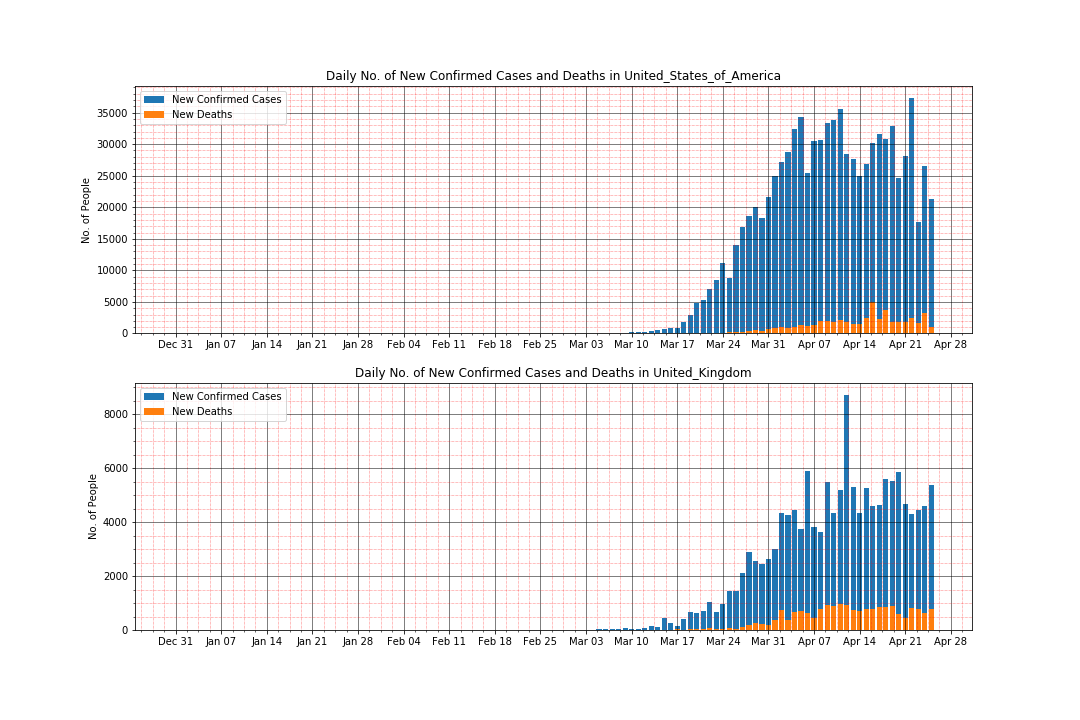 Daily No. of New Confirmed Cases and Deaths in United_States_of_America
New Confirmed Cases
New Deaths
No. of People
35000
30000
25000
20000
15000
10000
5000
0
Dec 31 Jan 07 Jan 14 Jan 21 Jan 28 Feb 04 Feb 11 Feb 18 Feb 25 Mar 03 Mar 10 Mar 17 Mar 24 Mar 31 Apr 07 Apr 14 Apr 21 Apr 28
Daily No. of New Confirmed Cases and Deaths in United_Kingdom
New Confirmed Cases
New Deaths
No. of People
8000
6000
4000
2000
0
Dec 31 Jan 07 Jan 14 Jan 21 Jan 28 Feb 04 Feb 11 Feb 18 Feb 25 Mar 03 Mar 10 Mar 17 Mar 24 Mar 31 Apr 07 Apr 14 Apr 21 Apr 28